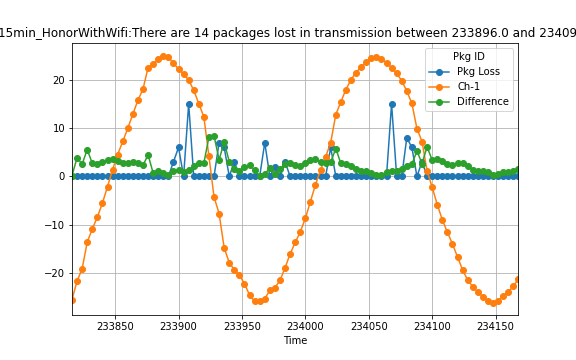 15min_HonorWithWifi:There are 14 packages lost in transmission between 233896.0 and 23409
Pkg ID
Pkg Loss
Ch-1
Difference
20
10
0
−10
−20
233850 233900 233950 234000 234050 234100 234150
Time